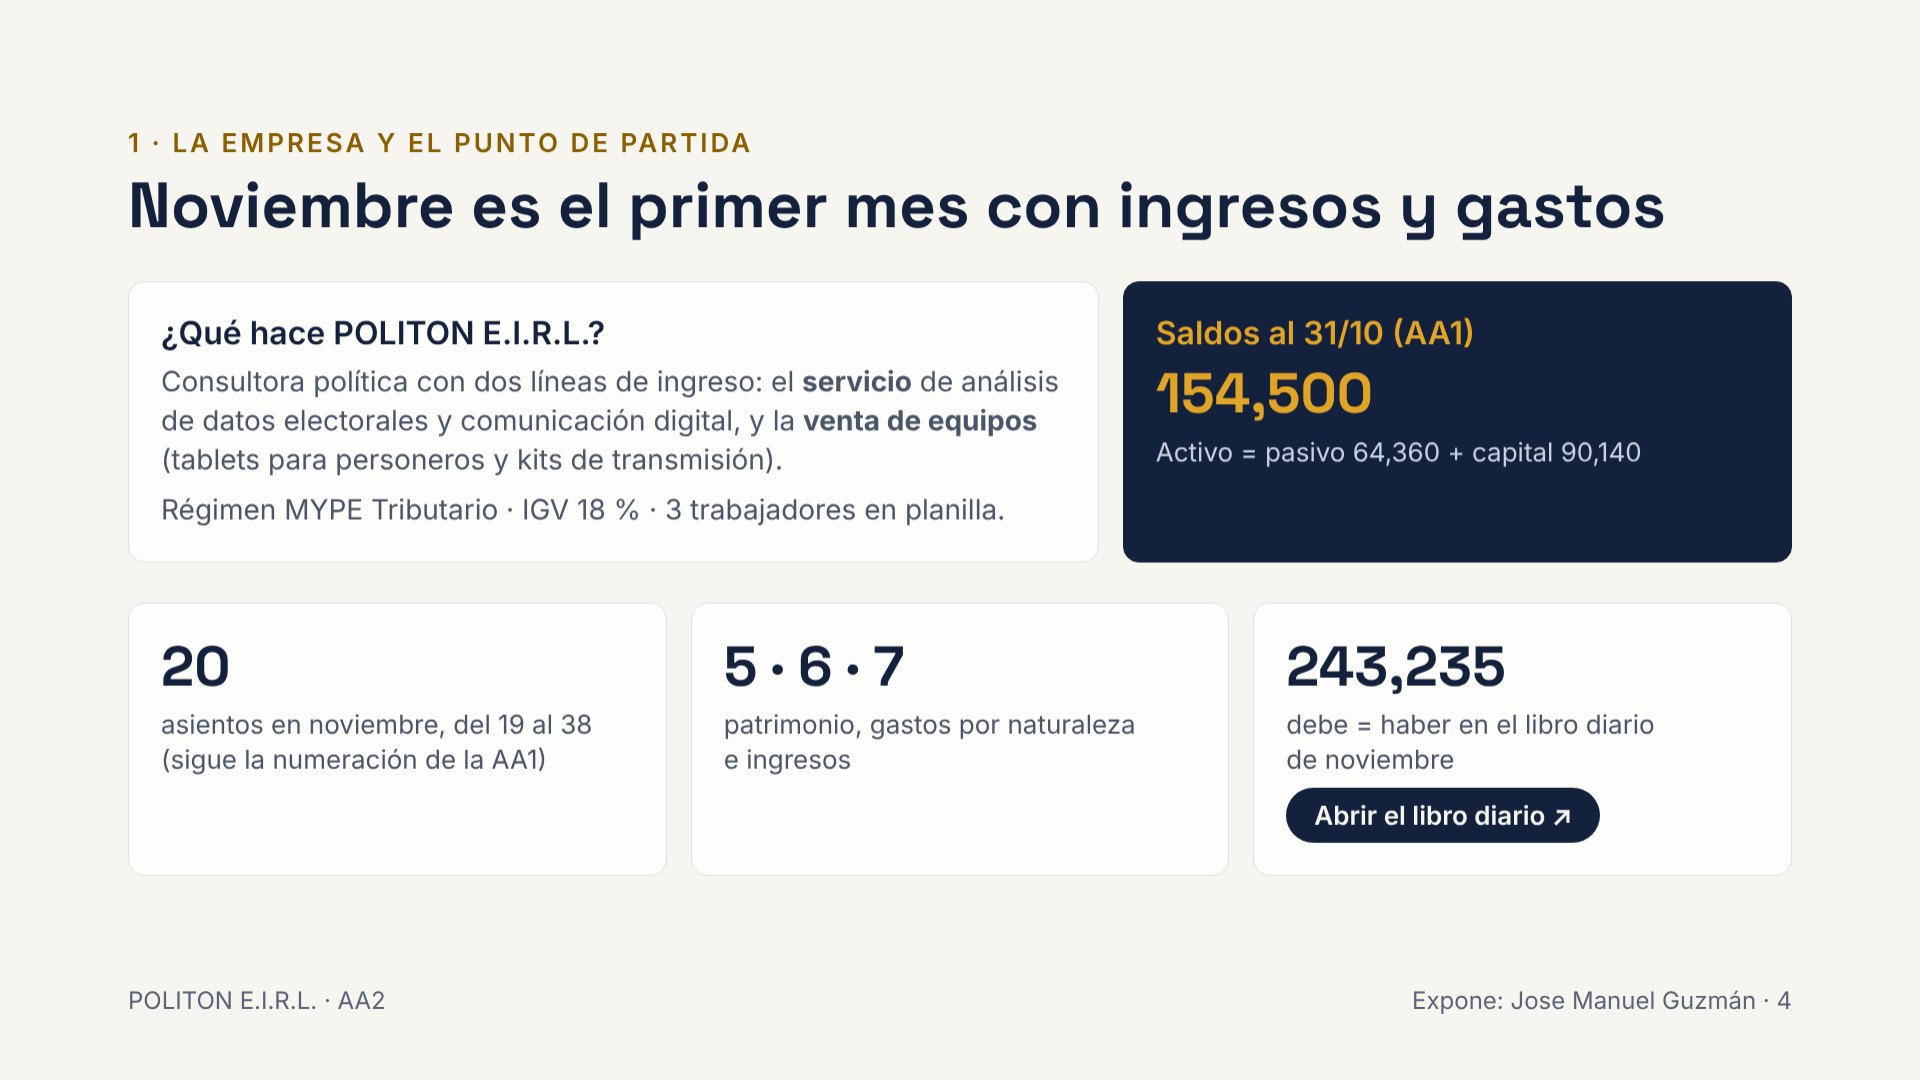 1 · LA EMPRESA Y EL PUNTO DE PARTIDA
Noviembre es el primer mes con ingresos y gastos
¿Qué hace POLITON E.I.R.L.?
Consultora política con dos líneas de ingreso: el servicio de análisis
de datos electorales y comunicación digital, y la venta de equipos
(tablets para personeros y kits de transmisión).
Régimen MYPE Tributario · IGV 18 % · 3 trabajadores en planilla.
Saldos al 31/10 (AA1)
154,500
Activo = pasivo 64,360 + capital 90,140
20
asientos en noviembre, del 19 al 38
(sigue la numeración de la AA1)
5 · 6 · 7
patrimonio, gastos por naturaleza
e ingresos
243,235
debe = haber en el libro diario
de noviembre
Abrir el libro diario ↗
POLITON E.I.R.L. · AA2
Expone: Jose Manuel Guzmán · 4